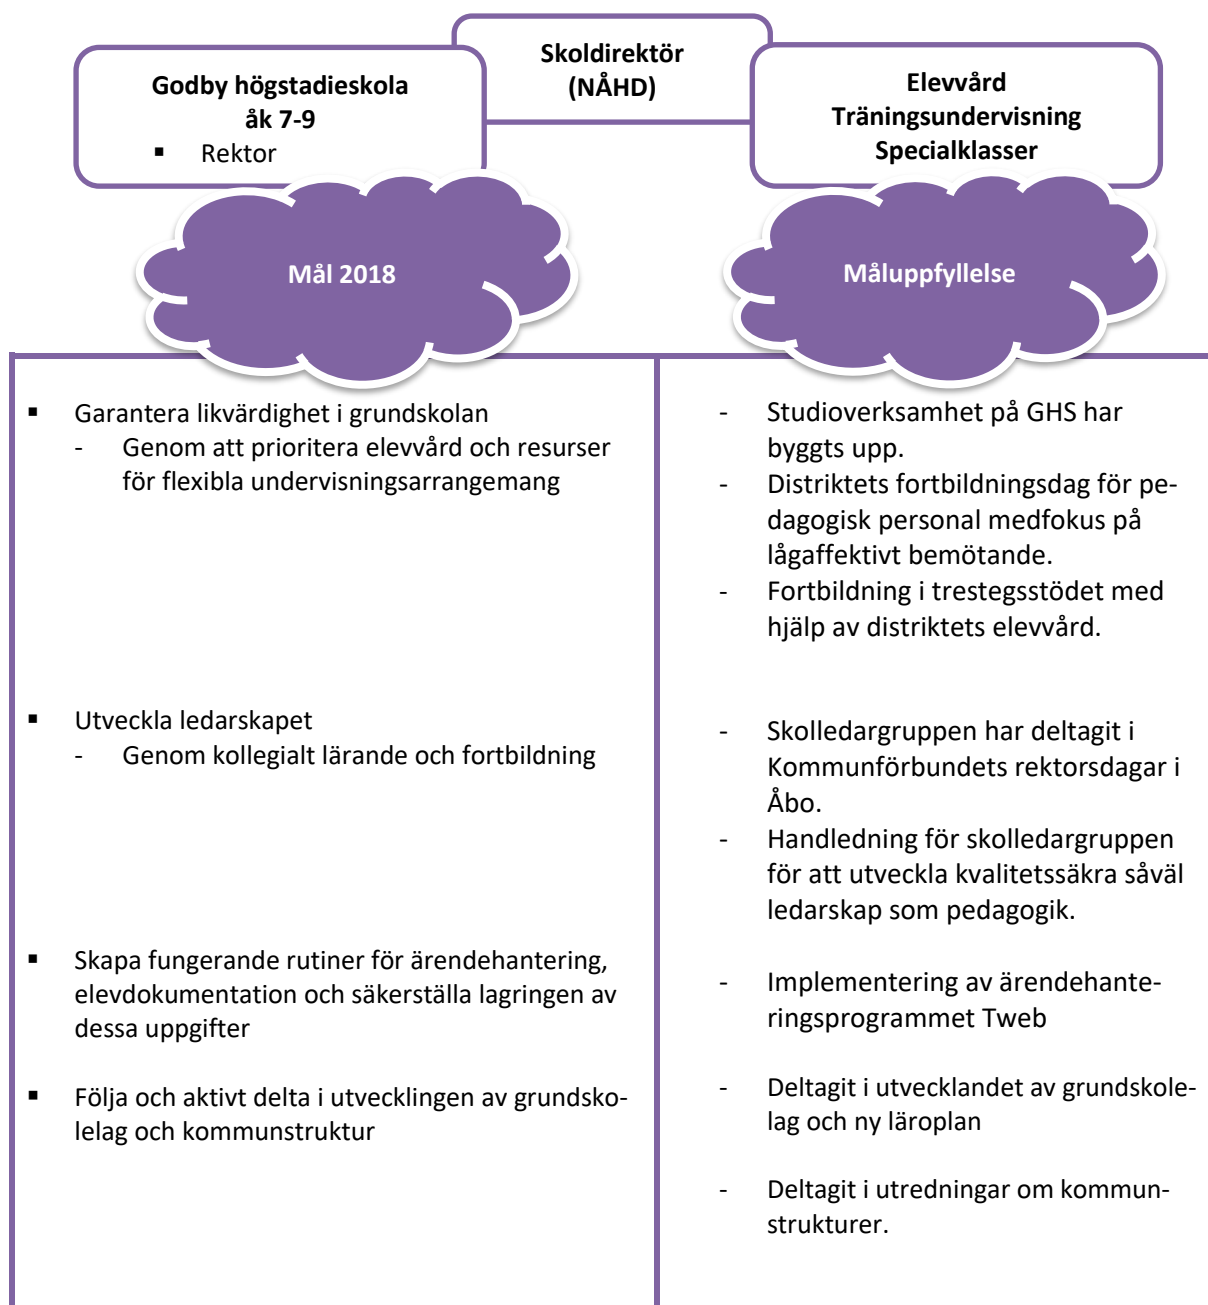 Skoldirektör
(NÅHD)
Godby högstadieskola
åk 7-9
▪ Rektor
Elevvård
Träningsundervisning
Specialklasser
Mål 2018
Måluppfyllelse
▪ Garantera likvärdighet i grundskolan
- Genom att prioritera elevvård och resurser
för flexibla undervisningsarrangemang
▪ Utveckla ledarskapet
- Genom kollegialt lärande och fortbildning
▪ Skapa fungerande rutiner för ärendehantering,
elevdokumentation och säkerställa lagringen av
dessa uppgifter
▪ Följa och aktivt delta i utvecklingen av grundsko-
lelag och kommunstruktur
- Studioverksamhet på GHS har
byggts upp.
- Distriktets fortbildningsdag för pe-
dagogisk personal medfokus på
lågaffektivt bemötande.
- Fortbildning i trestegsstödet med
hjälp av distriktets elevvård.
- Skolledargruppen har deltagit i
Kommunförbundets rektorsdagar i
Åbo.
- Handledning för skolledargruppen
för att utveckla kvalitetssäkra såväl
ledarskap som pedagogik.
- Implementering av ärendehante-
ringsprogrammet Tweb
- Deltagit i utvecklandet av grundskole-
lag och ny läroplan
- Deltagit i utredningar om kommun-
strukturer.